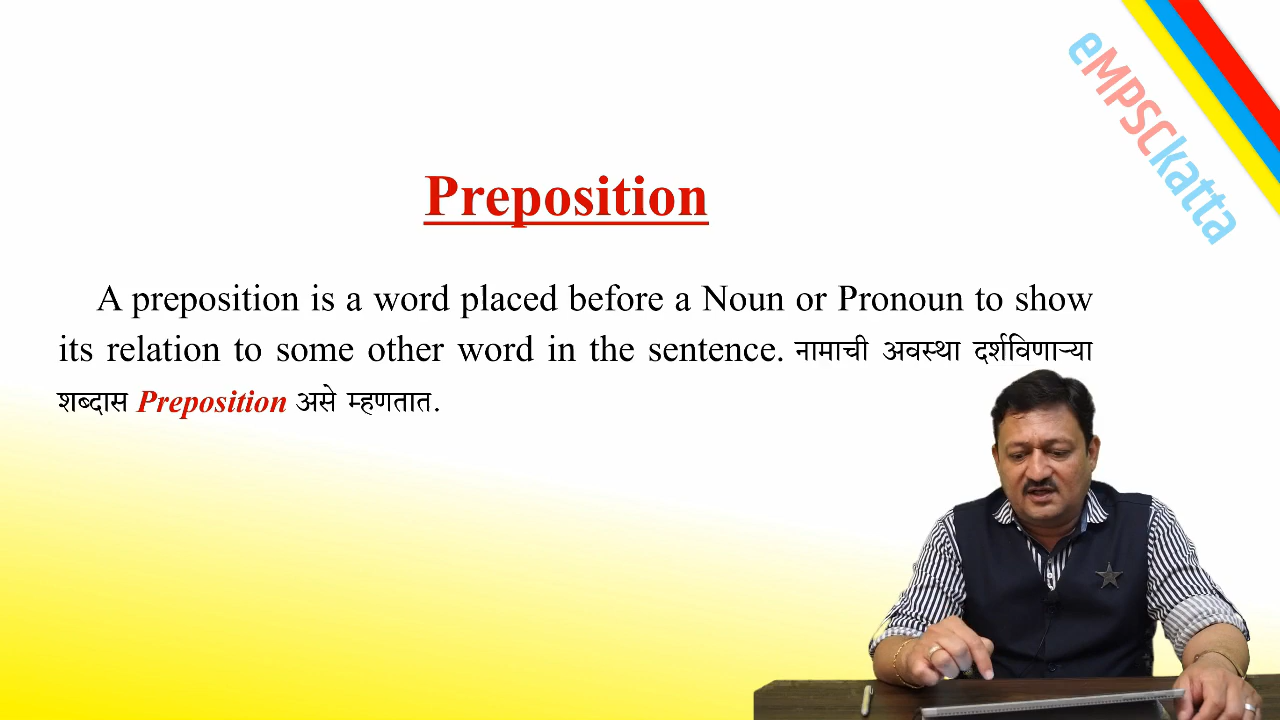 eMPSCkatta
Preposition
A preposition is a word placed before a Noun or Pronoun to show
its relation to some other word in the sentence. नामाची अवस्था दर्शविणाऱ्या
शब्दास Preposition असे म्हणतात.